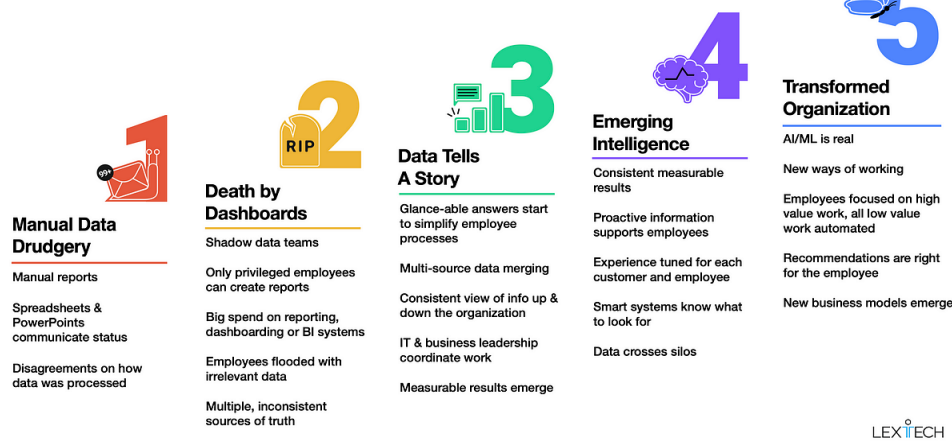 1
99+
Manual Data
Drudgery
Manual reports
Spreadsheets &
PowerPoints
communicate status
Disagreements on how
data was processed
2
RIP
Death by
Dashboards
Shadow data teams
Only privileged employees
can create reports
Big spend on reporting,
dashboarding or BI systems
Employees flooded with
irrelevant data
Multiple, inconsistent
sources of truth
3
Data Tells
A Story
Glance-able answers start
to simplify employee
processes
Multi-source data merging
Consistent view of info up &
down the organization
IT & business leadership
coordinate work
Measurable results emerge
4
Emerging
Intelligence
Consistent measurable
results
Proactive information
supports employees
Experience tuned for each
customer and employee
Smart systems know what
to look for
Data crosses silos
5
Transformed
Organization
AI/ML is real
New ways of working
Employees focused on high
value work, all low value
work automated
Recommendations are right
for the employee
New business models emerge
LEXTECH